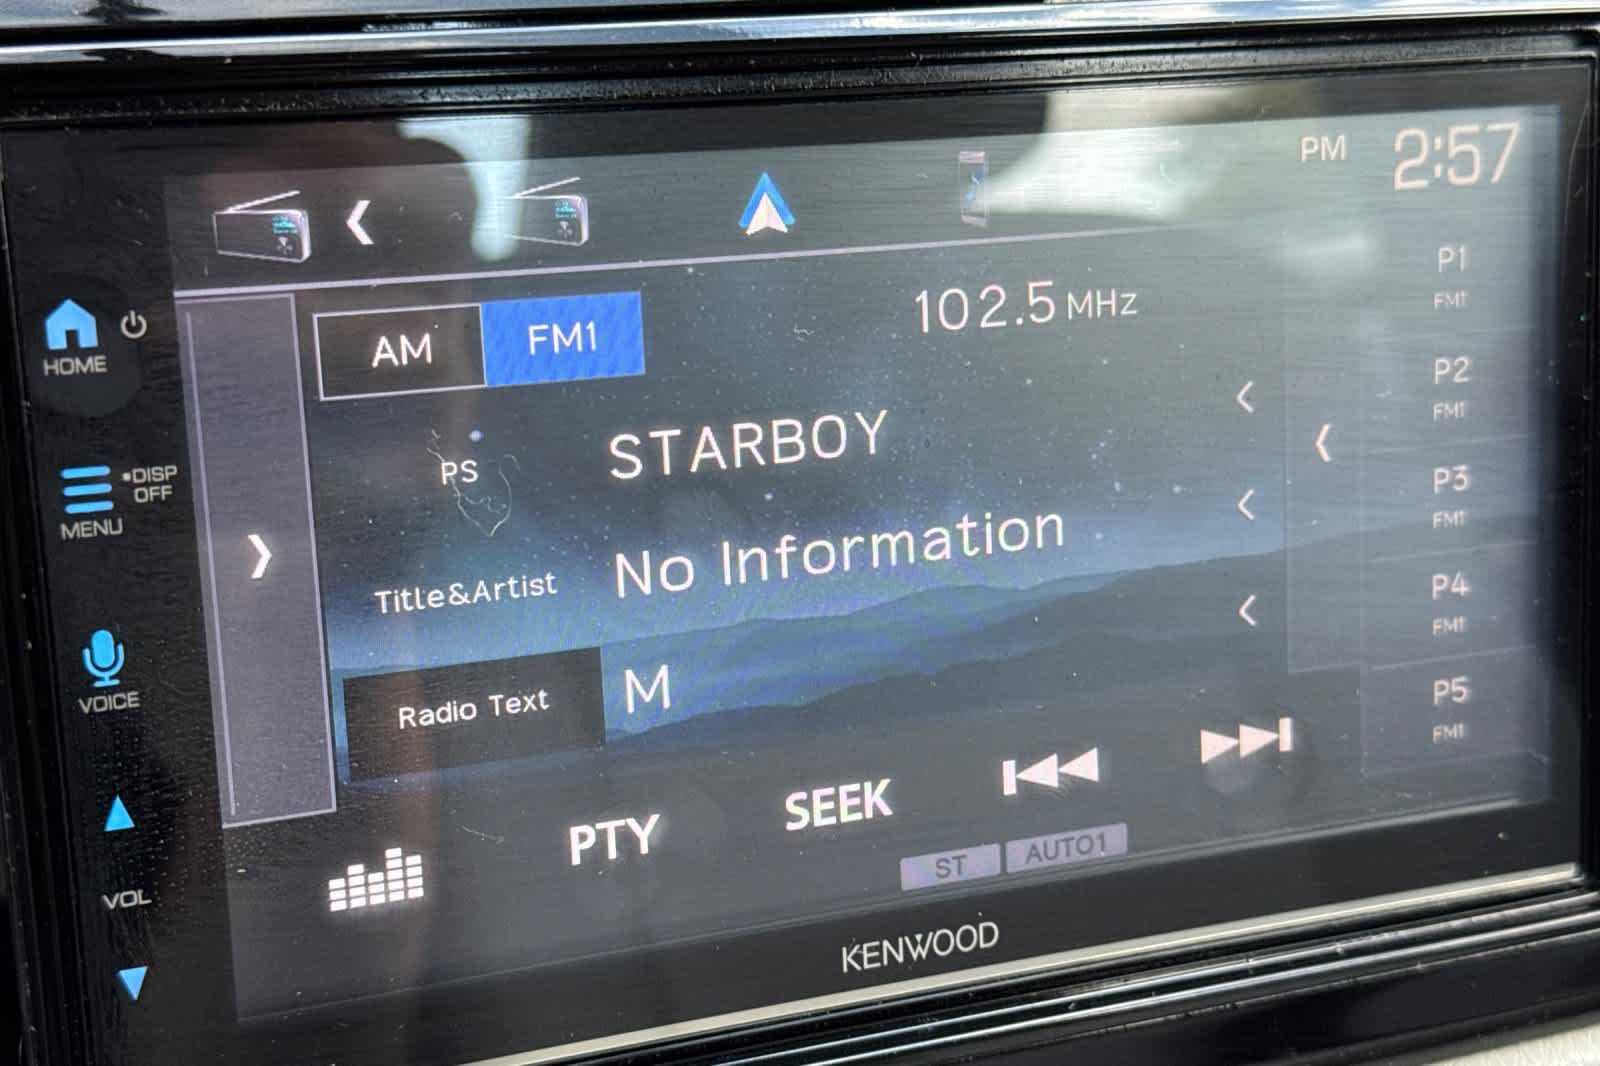 PM 2:57
HOME
AM FM1 102.5 MHz
PS STARBOY
•DISP
OFF
MENU
Title&Artist No Information
Radio Text M
VOICE
P1
FM1
P2
FM1
P3
FM1
P4
FM1
P5
FM1
VOL
PTY SEEK
ST AUTO1
KENWOOD